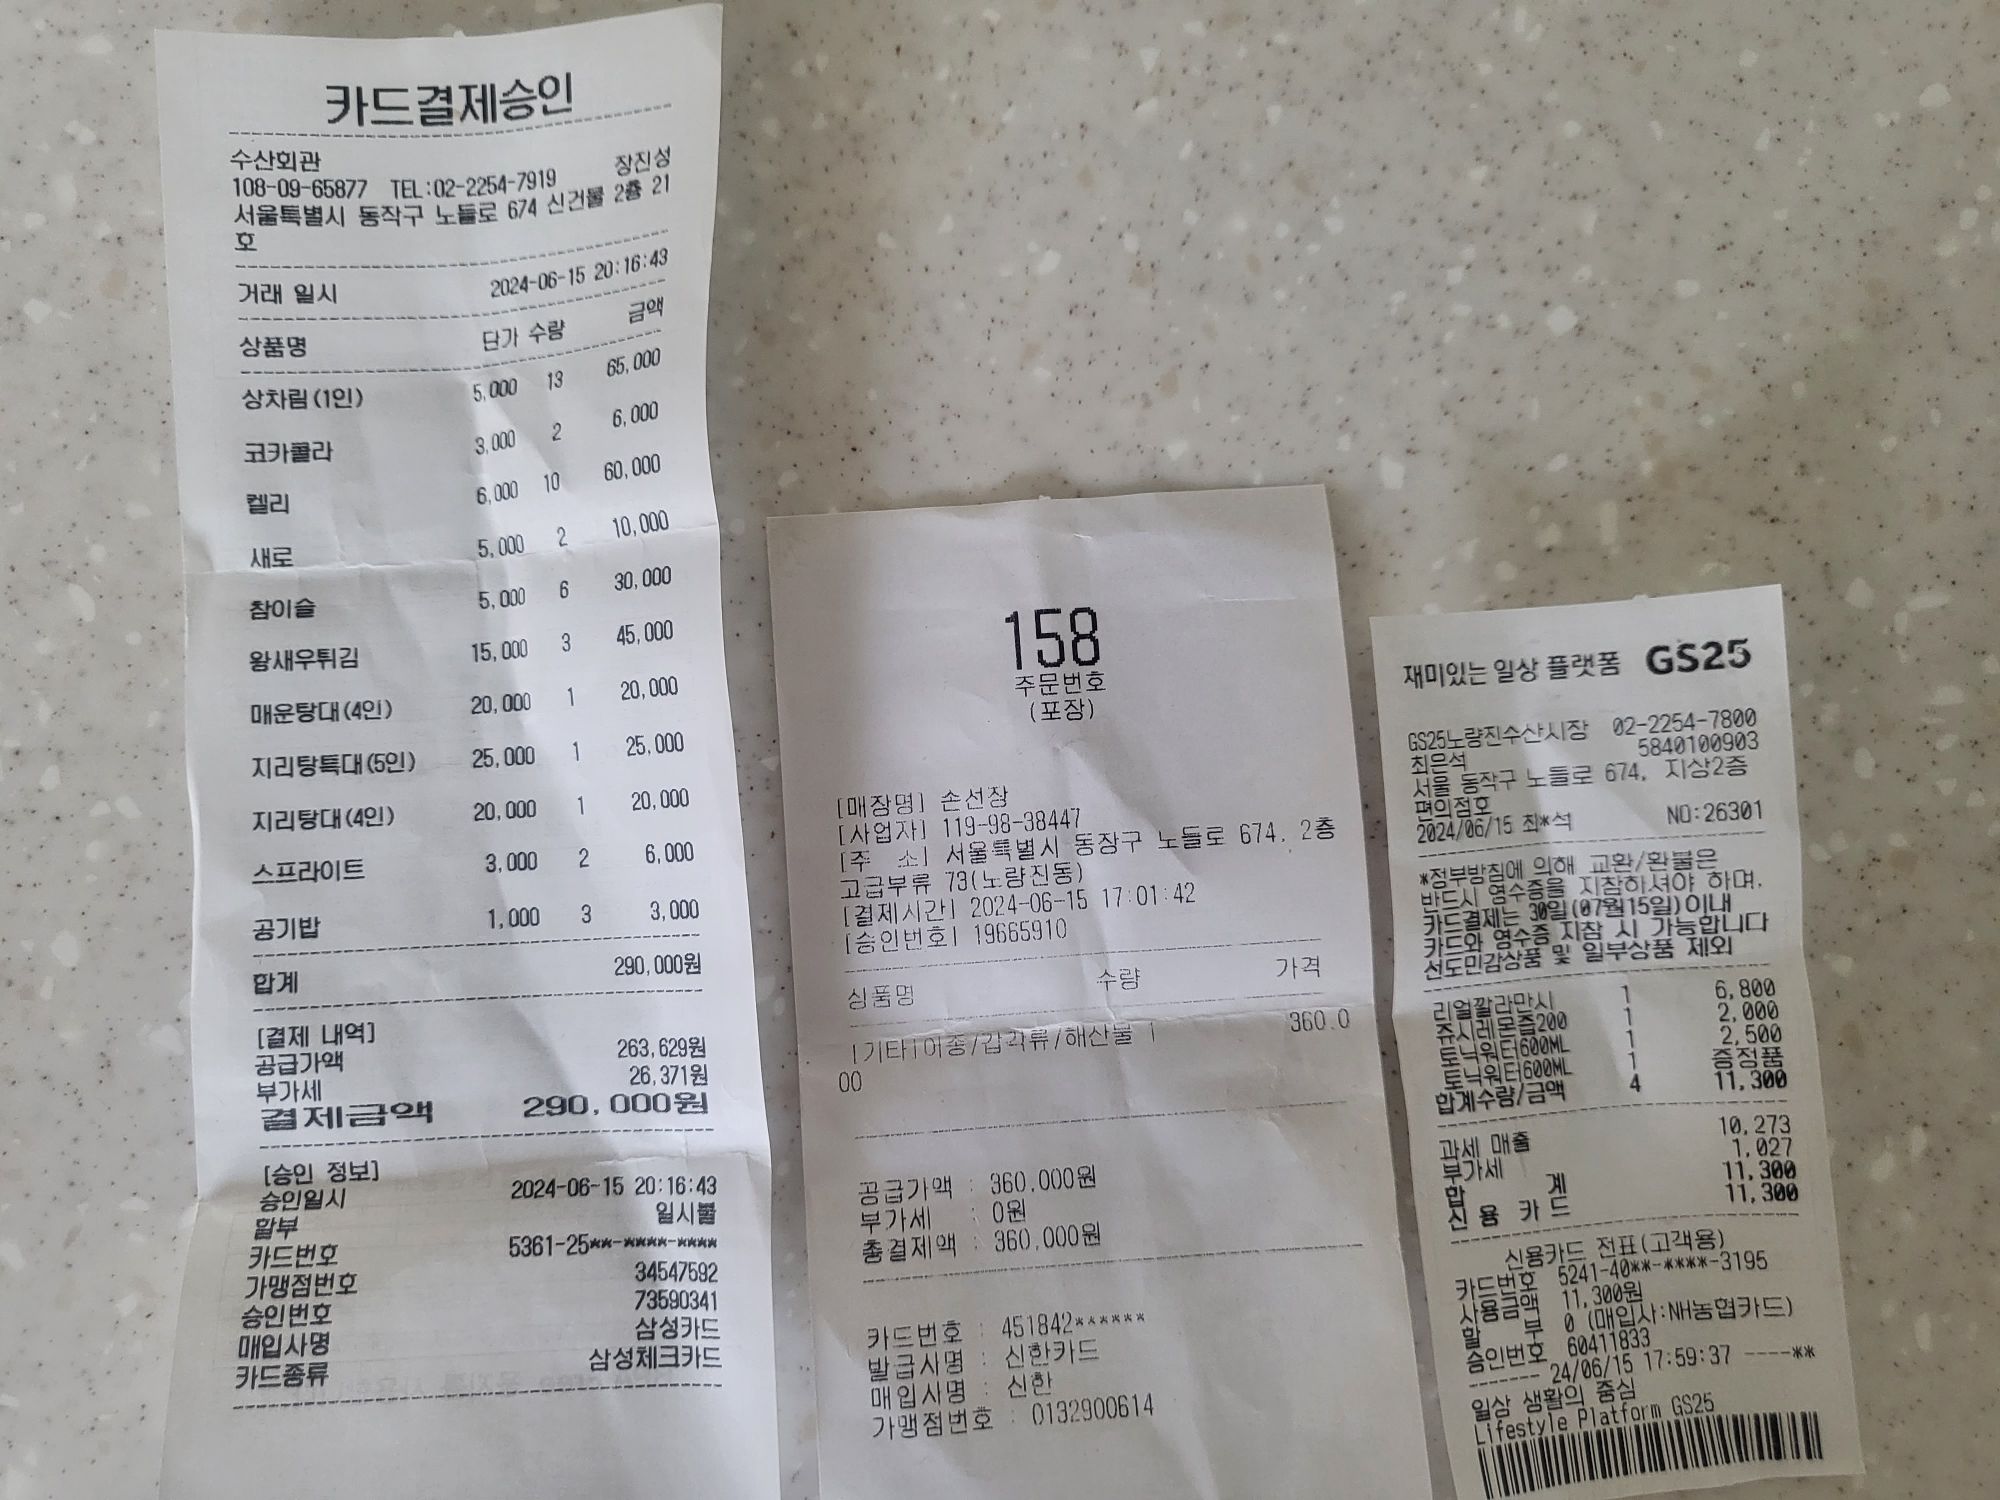 카드결제승인
수산회관 장진성
108-09-65877 TEL:02-2254-7919
서울특별시 동작구 노들로 674 신건물 2층 21
호
거래 일시 2024-06-15 20:16:43
상품명 단가 수량 금액
상차림(1인) 5,000 13 65,000
코카콜라 3,000 2 6,000
켈리 6,000 10 60,000
새로 5,000 2 10,000
참이슬 5,000 6 30,000
왕새우튀김 15,000 3 45,000
매운탕대(4인) 20,000 1 20,000
지리탕특대(5인) 25,000 1 25,000
지리탕대(4인) 20,000 1 20,000
스프라이트 3,000 2 6,000
공기밥 1,000 3 3,000
합계 290,000원
[결제 내역]
공급가액 263,629원
부가세 26,371원
결제금액 290,000원
[승인 정보]
승인일시 2024-06-15 20:16:43
할부 일시불
카드번호 5361-25**-****-****
가맹점번호 34547592
승인번호 73590341
매입사명 삼성카드
카드종류 삼성체크카드
158
주문번호
(포장)
[매장명] 손선장
[사업자] 119-98-38447
[주 소] 서울특별시 동작구 노들로 674, 2층
고급부류 73(노량진동)
[결제시간] 2024-06-15 17:01:42
[승인번호] 19665910
상품명 수량 가격
[기타]어종/갑각류/해산물 1 360,0
00
공급가액 : 360,000원
부가세 : 0원
총결제액 : 360,000원
카드번호 : 451842******
발급사명 : 신한카드
매입사명 : 신한
가맹점번호 : 0132900614
재미있는 일상 플랫폼 GS25
GS25노량진수산시장 02-2254-7800
최은석 5840100903
서울 동작구 노들로 674, 지상2층
편의점호
2024/06/15 최*석 NO:26301
*정부방침에 의해 교환/환불은
반드시 영수증을 지참하셔야 하며,
카드결제는 30일(07월15일)이내
카드와 영수증 지참 시 가능합니다
선도민감상품 및 일부상품 제외
리얼깔라만시 1 6,800
쥬시레몬즙200 1 2,000
토닉워터600ML 1 2,500
토닉워터600ML 1 증정품
합계수량/금액 4 11,300
과세 매출 10,273
부가세 1,027
합 계 11,300
신 용 카 드 11,300
신용카드 전표(고객용)
카드번호 5241-40**-****-3195
사용금액 11,300원
할 부 0 (매입사:NH농협카드)
승인번호 60411833
------- 24/06/15 17:59:37 ----**
일상 생활의 중심
Lifestyle Platform GS25